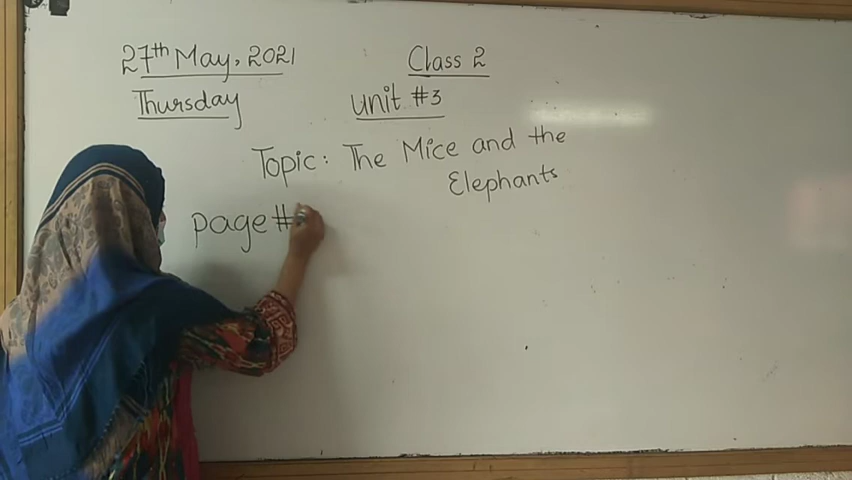 27th May, 2021
Class 2
Thursday
Unit #3
Topic: The Mice and the
Elephants
page #